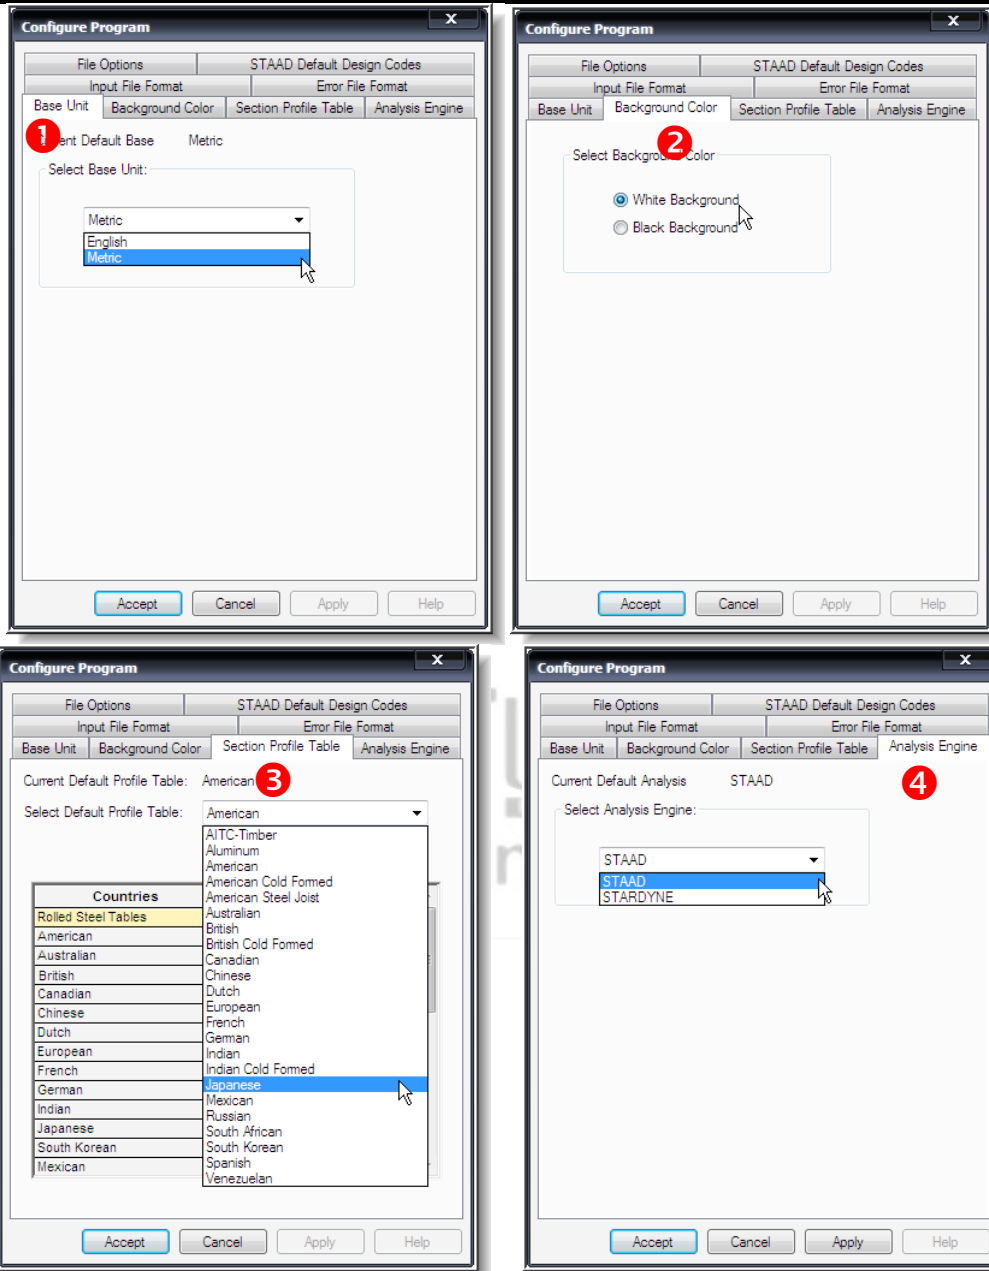 Configure Program
x
File Options
STAAD Default Design Codes
Input File Format
Error File Format
Base Unit
Background Color
Section Profile Table
Analysis Engine
1
ent Default Base
Metric
Select Base Unit:
Metric
English
Metric
Accept
Cancel
Apply
Help
Configure Program
x
File Options
STAAD Default Design Codes
Input File Format
Error File Format
Base Unit
Background Color
Section Profile Table
Analysis Engine
2
Select Background Color
White Background
Black Background
Accept
Cancel
Apply
Help
Configure Program
x
File Options
STAAD Default Design Codes
Input File Format
Error File Format
Base Unit
Background Color
Section Profile Table
Analysis Engine
Current Default Profile Table:
American
3
Select Default Profile Table:
American
AITC-Timber
Aluminum
American
American Cold Formed
American Steel Joist
Australian
British
British Cold Formed
Canadian
Chinese
Dutch
European
French
German
Indian
Indian Cold Formed
Japanese
Mexican
Russian
South African
South Korean
Spanish
Venezuelan
Countries
Rolled Steel Tables
American
Australian
British
Canadian
Chinese
Dutch
European
French
German
Indian
Japanese
South Korean
Mexican
Accept
Cancel
Apply
Help
Configure Program
x
File Options
STAAD Default Design Codes
Input File Format
Error File Format
Base Unit
Background Color
Section Profile Table
Analysis Engine
Current Default Analysis
STAAD
4
Select Analysis Engine:
STAAD
STAAD
STARDYNE
Accept
Cancel
Apply
Help